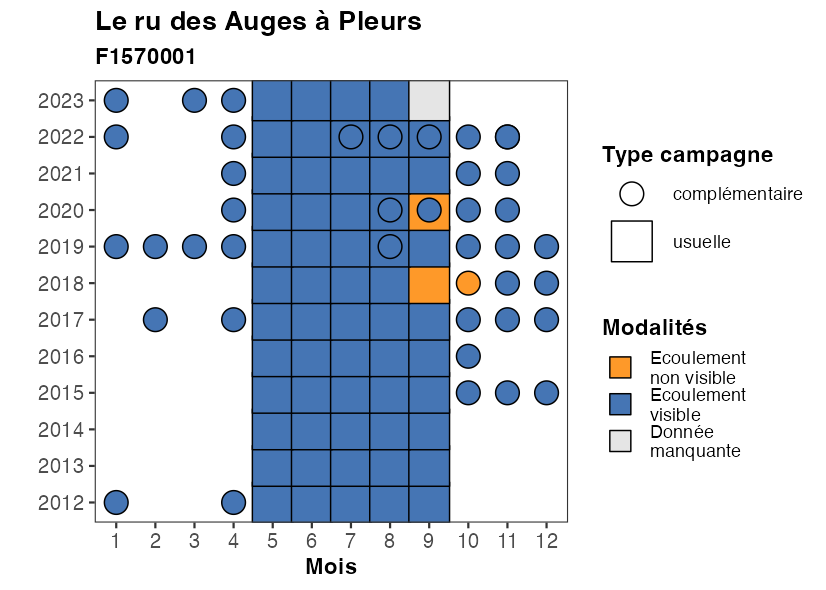 Le ru des Auges à Pleurs
F1570001
2023
2022
2021
2020
2019
2018
2017
2016
2015
2014
2013
2012
1 2 3 4 5 6 7 8 9 10 11 12
Mois
Type campagne
complémentaire
usuelle
Modalités
Ecoulement
non visible
Ecoulement
visible
Donnée
manquante